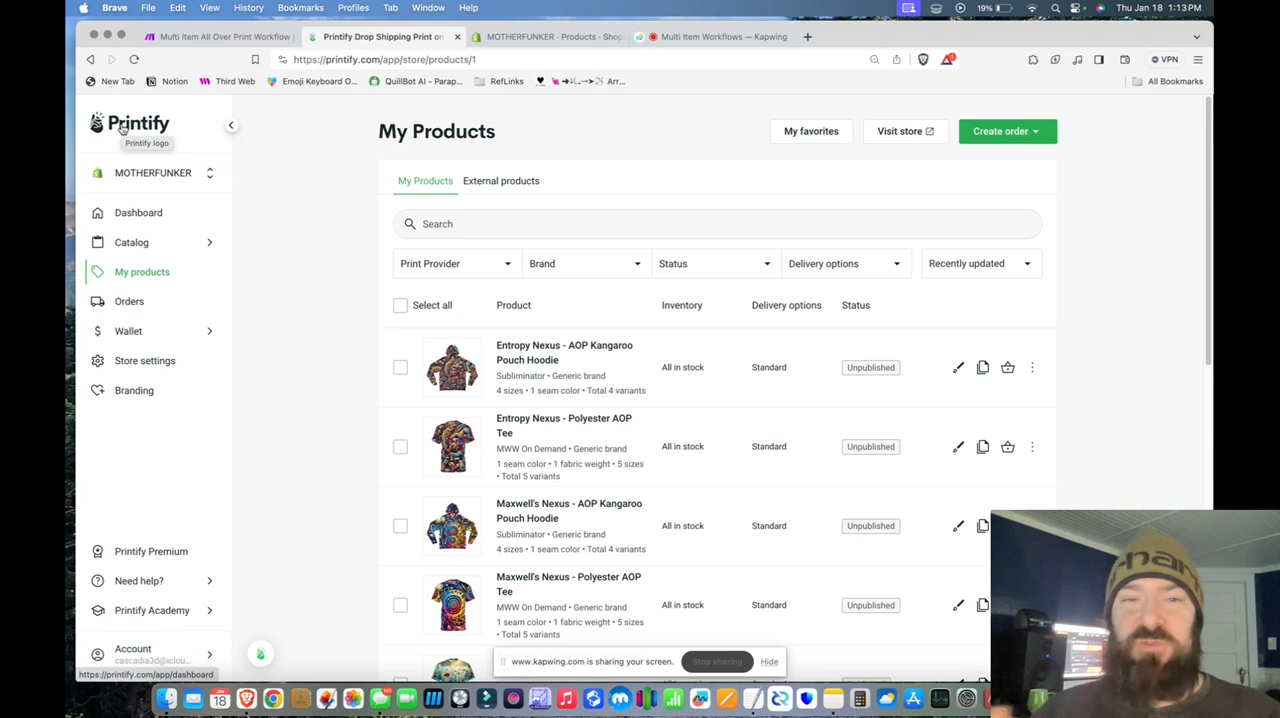 Brave File Edit View History Bookmarks Profiles Tab Window Help 19% Thu Jan 18 1:13 PM
Multi Item All Over Print Workflow Printify Drop Shipping Print on MOTHERFUNKER · Products · Shop Multi Item Workflows — Kapwing
https://printify.com/app/store/products/1 VPN
New Tab Notion Third Web Emoji Keyboard O... QuillBot AI - Parap... RefLinks Arr... All Bookmarks
Printify
Printify logo
MOTHERFUNKER
Dashboard
Catalog
My products
Orders
Wallet
Store settings
Branding
Printify Premium
Need help?
Printify Academy
Account
cascadia3d@iclou...
https://printify.com/app/dashboard
My Products My favorites Visit store Create order
My Products External products
Search
Print Provider Brand Status Delivery options Recently updated
Select all Product Inventory Delivery options Status
Entropy Nexus - AOP Kangaroo
Pouch Hoodie
Subliminator • Generic brand
4 sizes • 1 seam color • Total 4 variants
All in stock Standard Unpublished
Entropy Nexus - Polyester AOP
Tee
MWW On Demand • Generic brand
1 seam color • 1 fabric weight • 5 sizes
• Total 5 variants
All in stock Standard Unpublished
Maxwell's Nexus - AOP Kangaroo
Pouch Hoodie
Subliminator • Generic brand
4 sizes • 1 seam color • Total 4 variants
All in stock Standard Unpublished
Maxwell's Nexus - Polyester AOP
Tee
MWW On Demand • Generic brand
1 seam color • 1 fabric weight • 5 sizes
• Total 5 variants
All in stock Standard Unpublished
www.kapwing.com is sharing your screen. Stop sharing Hide